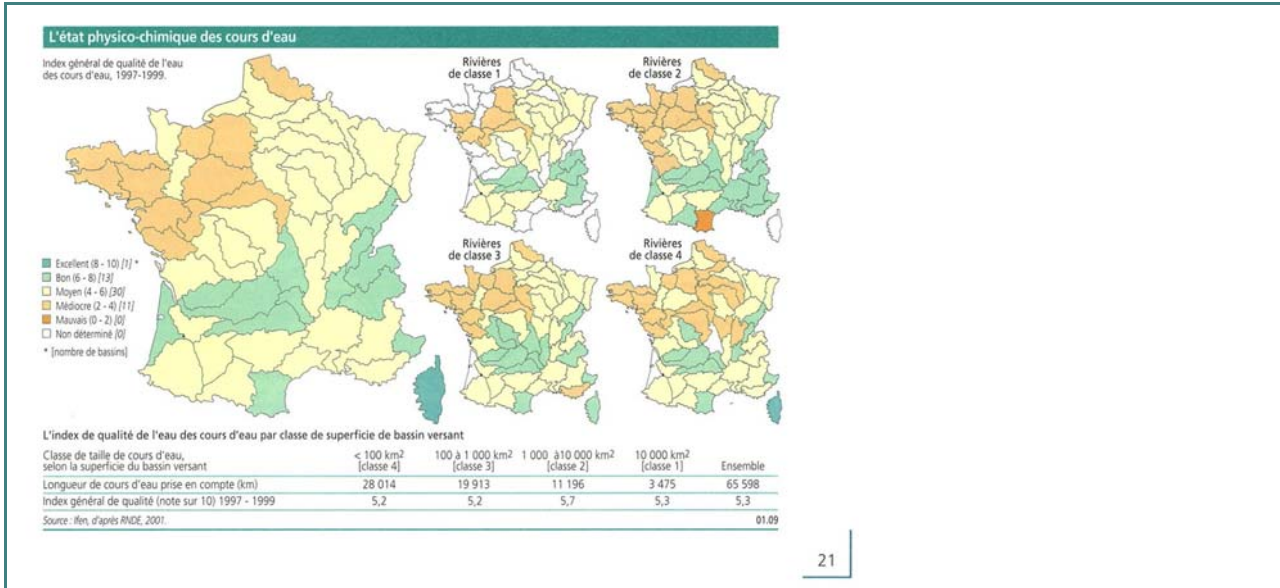 L'état physico-chimique des cours d'eau
Index général de qualité de l'eau
des cours d'eau, 1997-1999.
Rivières
de classe 1
Rivières
de classe 2
Rivières
de classe 3
Rivières
de classe 4
Excellent (8 - 10) [1] *
Bon (6 - 8) [13]
Moyen (4 - 6) [30]
Médiocre (2 - 4) [11]
Mauvais (0 - 2) [0]
Non déterminé [0]
* [nombre de bassins]
L'index de qualité de l'eau des cours d'eau par classe de superficie de bassin versant
Classe de taille de cours d'eau,
selon la superficie du bassin versant
< 100 km2
[classe 4]
100 à 1 000 km2
[classe 3]
1 000 à10 000 km2
[classe 2]
10 000 km2
[classe 1]
Ensemble
Longueur de cours d'eau prise en compte (km) 28 014 19 913 11 196 3 475 65 598
Index général de qualité (note sur 10) 1997 - 1999 5,2 5,2 5,7 5,3 5,3
Source : Ifen, d'après RNDE, 2001. 01.09
21